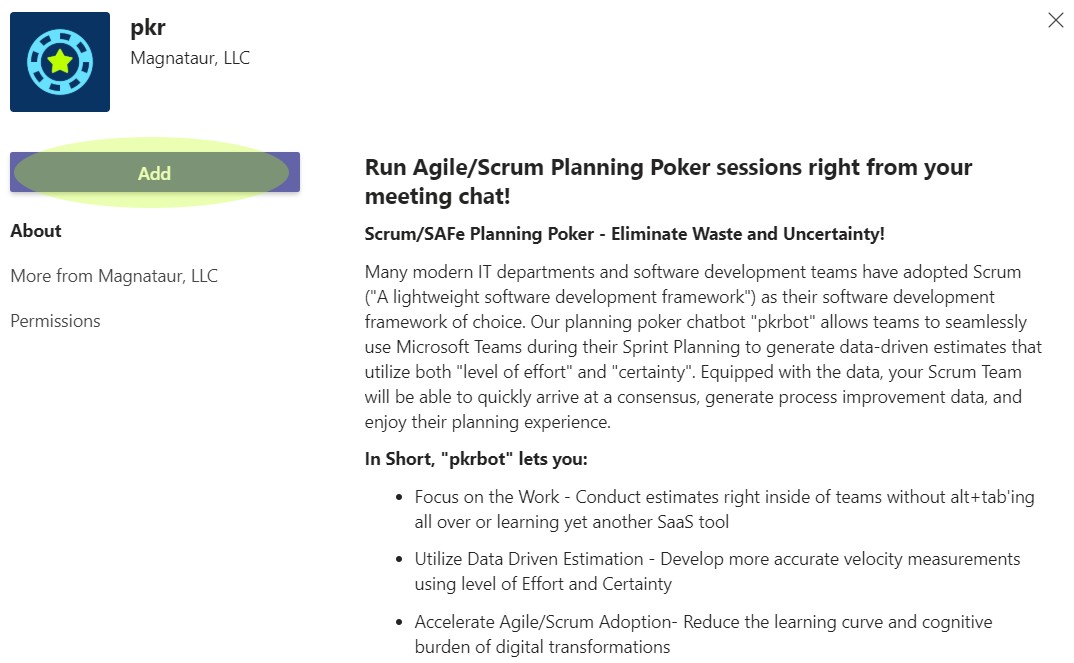 pkr
Magnataur, LLC
Add
About
More from Magnataur, LLC
Permissions
Run Agile/Scrum Planning Poker sessions right from your
meeting chat!
Scrum/SAFe Planning Poker - Eliminate Waste and Uncertainty!
Many modern IT departments and software development teams have adopted Scrum
("A lightweight software development framework") as their software development
framework of choice. Our planning poker chatbot "pkrbot" allows teams to seamlessly
use Microsoft Teams during their Sprint Planning to generate data-driven estimates that
utilize both "level of effort" and "certainty". Equipped with the data, your Scrum Team
will be able to quickly arrive at a consensus, generate process improvement data, and
enjoy their planning experience.
In Short, "pkrbot" lets you:
• Focus on the Work - Conduct estimates right inside of teams without alt+tab'ing
all over or learning yet another SaaS tool
• Utilize Data Driven Estimation - Develop more accurate velocity measurements
using level of Effort and Certainty
• Accelerate Agile/Scrum Adoption- Reduce the learning curve and cognitive
burden of digital transformations